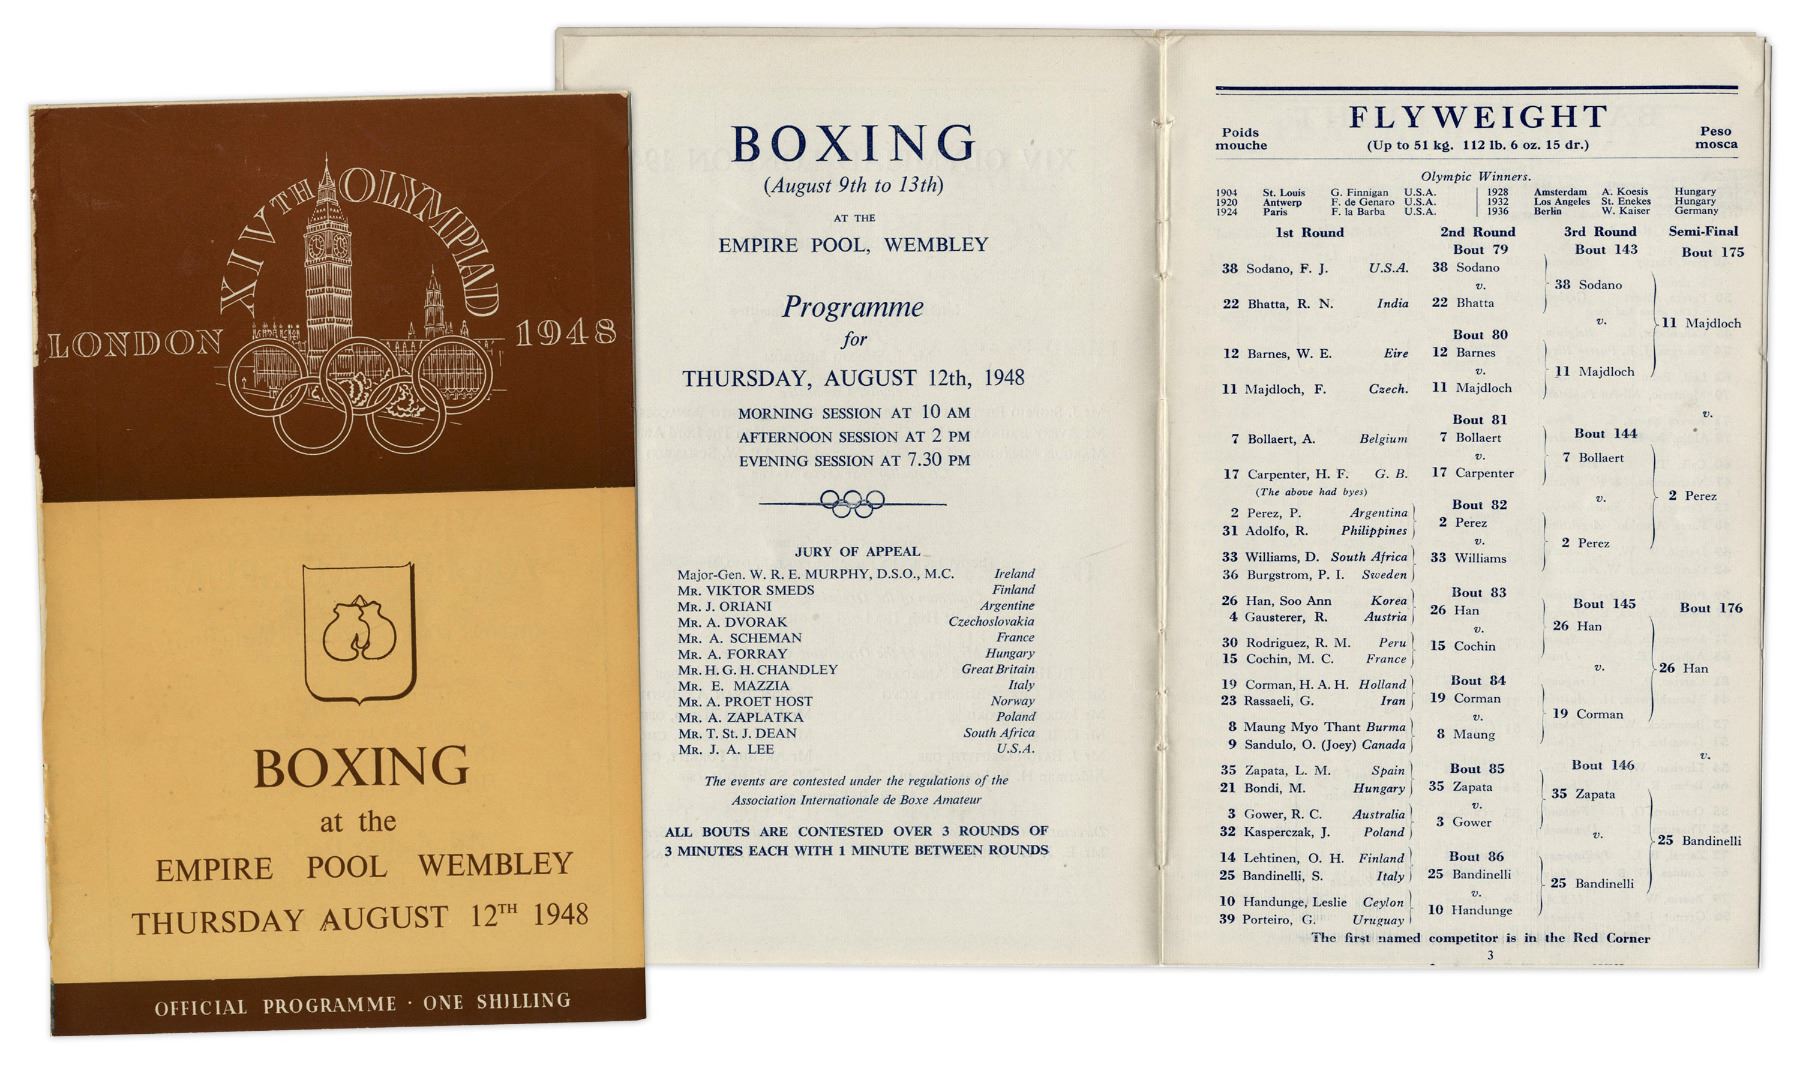 XIVTH OLYMPIAD
LONDON 1948
BOXING
at the
EMPIRE POOL WEMBLEY
THURSDAY AUGUST 12TH 1948
OFFICIAL PROGRAMME · ONE SHILLING
BOXING
(August 9th to 13th)
AT THE
EMPIRE POOL, WEMBLEY
Programme
for
THURSDAY, AUGUST 12th, 1948
MORNING SESSION AT 10 AM
AFTERNOON SESSION AT 2 PM
EVENING SESSION AT 7.30 PM
JURY OF APPEAL
Major-Gen. W. R. E. MURPHY, D.S.O., M.C. Ireland
Mr. VIKTOR SMEDS Finland
Mr. J. ORIANI Argentine
Mr. A. DVORAK Czechoslovakia
Mr. A. SCHEMAN France
Mr. A. FORRAY Hungary
Mr. H. G. H. CHANDLEY Great Britain
Mr. E. MAZZIA Italy
Mr. A. PROET HOST Norway
Mr. A. ZAPLATKA Poland
Mr. T. St. J. DEAN South Africa
Mr. J. A. LEE U.S.A.
The events are contested under the regulations of the
Association Internationale de Boxe Amateur
ALL BOUTS ARE CONTESTED OVER 3 ROUNDS OF
3 MINUTES EACH WITH 1 MINUTE BETWEEN ROUNDS
Poids mouche
FLYWEIGHT
(Up to 51 kg. 112 lb. 6 oz. 15 dr.)
Peso mosca
Olympic Winners.
1904 St. Louis G. Finnigan U.S.A. 1928 Amsterdam A. Koesis Hungary
1920 Antwerp F. de Genaro U.S.A. 1932 Los Angeles St. Enekes Hungary
1924 Paris F. la Barba U.S.A. 1936 Berlin W. Kaiser Germany
1st Round 2nd Round 3rd Round Semi-Final
Bout 79 Bout 143 Bout 175
38 Sodano, F. J. U.S.A. 38 Sodano
v. 38 Sodano
22 Bhatta, R. N. India 22 Bhatta
v. 11 Majdloch
Bout 80
12 Barnes, W. E. Eire 12 Barnes
v. 11 Majdloch
11 Majdloch, F. Czech. 11 Majdloch
v.
Bout 81
7 Bollaert, A. Belgium 7 Bollaert Bout 144
v. 7 Bollaert
17 Carpenter, H. F. G. B. 17 Carpenter
(The above had byes) v. 2 Perez
Bout 82
2 Perez, P. Argentina 2 Perez
31 Adolfo, R. Philippines v. 2 Perez
33 Williams, D. South Africa 33 Williams
36 Burgstrom, P. I. Sweden
Bout 83
26 Han, Soo Ann Korea 26 Han Bout 145 Bout 176
4 Gausterer, R. Austria v. 26 Han
30 Rodriguez, R. M. Peru 15 Cochin
15 Cochin, M. C. France v. 26 Han
Bout 84
19 Corman, H. A. H. Holland 19 Corman
23 Rassaeli, G. Iran v. 19 Corman
8 Maung Myo Thant Burma 8 Maung
9 Sandulo, O. (Joey) Canada v.
Bout 85 Bout 146
35 Zapata, L. M. Spain 35 Zapata
21 Bondi, M. Hungary v. 35 Zapata
3 Gower, R. C. Australia 3 Gower
32 Kasperczak, J. Poland v. 25 Bandinelli
Bout 86
14 Lehtinen, O. H. Finland 25 Bandinelli
25 Bandinelli, S. Italy v. 25 Bandinelli
10 Handunge, Leslie Ceylon 10 Handunge
39 Porteiro, G. Uruguay
The first named competitor is in the Red Corner
3